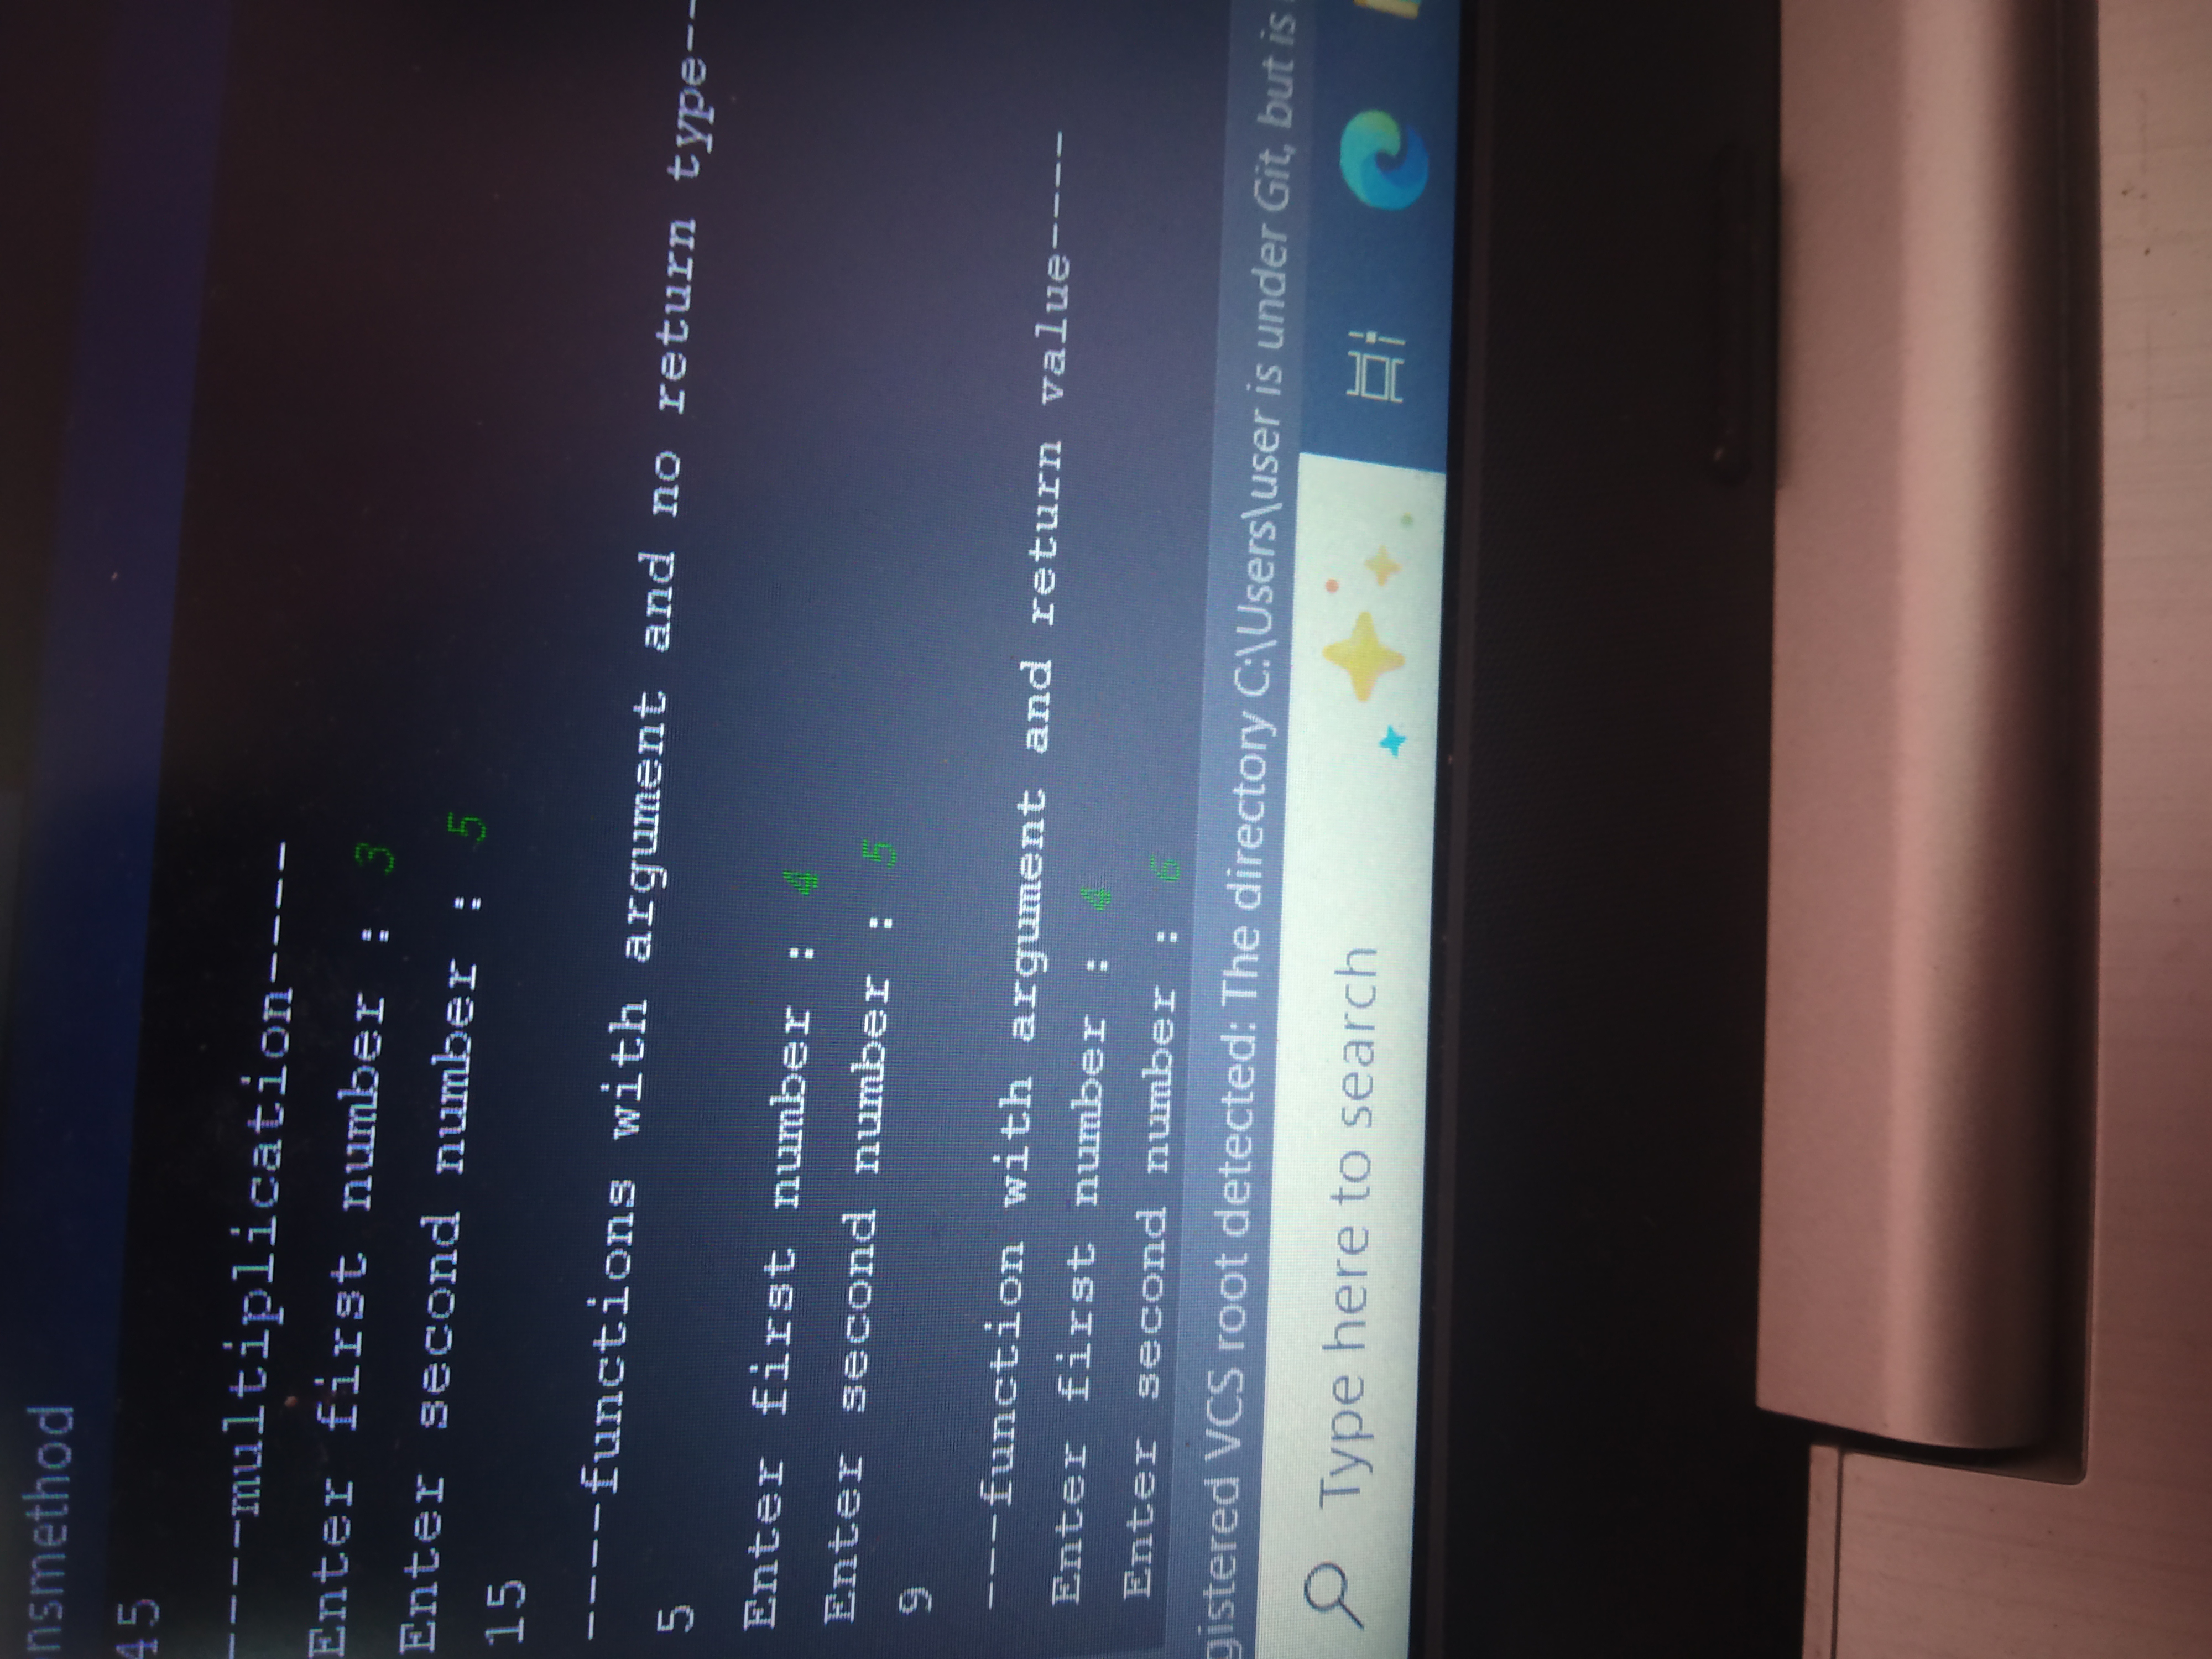 nsmethod
45
----multiplication----
Enter first number : 3
Enter second number : 5
15
----functions with argument and no return type--
5
Enter first number : 4
Enter second number : 5
9
---function with argument and return value----
Enter first number : 4
Enter second number : 6
gistered VCS root detected: The directory C:\Users\user is under Git, but is
Type here to search